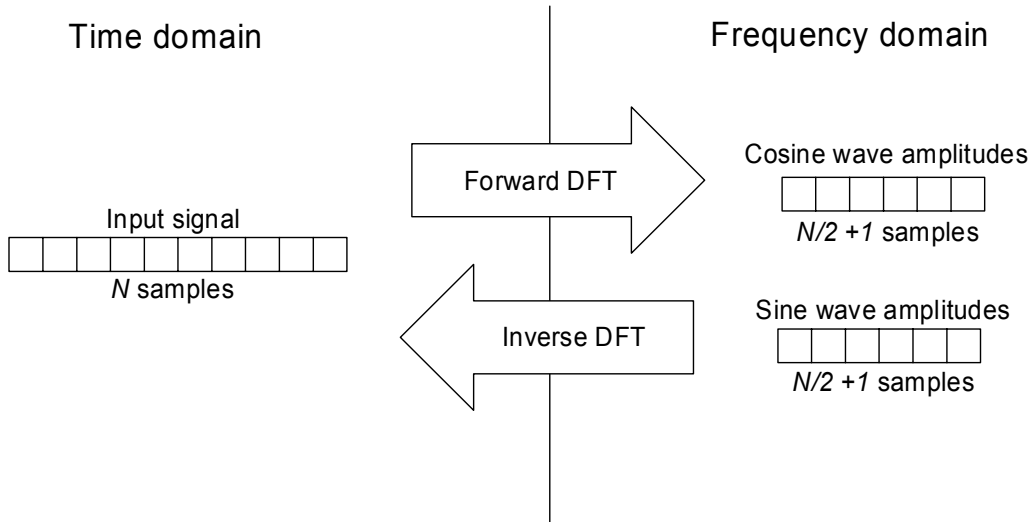 Time domain
Frequency domain
Forward DFT
Cosine wave amplitudes
N/2 +1 samples
Input signal
N samples
Inverse DFT
Sine wave amplitudes
N/2 +1 samples